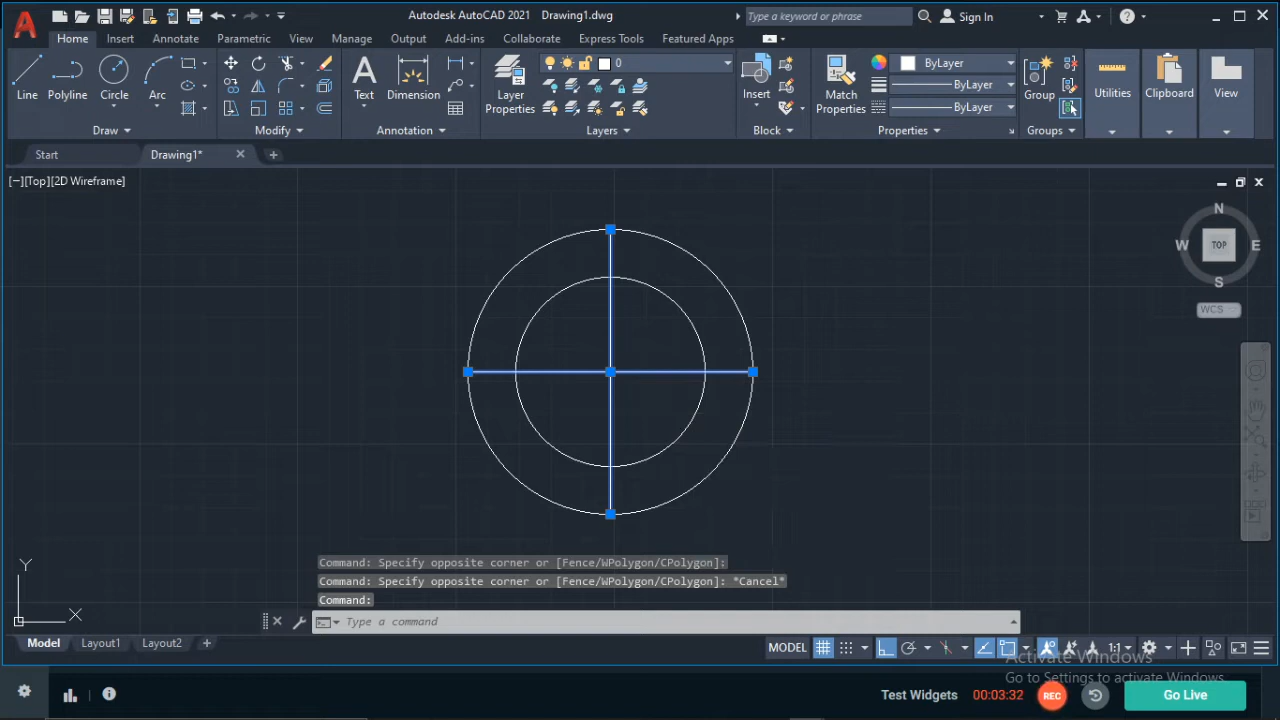 Autodesk AutoCAD 2021 Drawing1.dwg
Type a keyword or phrase
Sign In
Home Insert Annotate Parametric View Manage Output Add-ins Collaborate Express Tools Featured Apps
0
ByLayer
ByLayer
ByLayer
Line Polyline Circle Arc
Text Dimension
Layer Properties
Insert
Match Properties
Group
Utilities Clipboard View
Draw Modify Annotation Layers Block Properties Groups
Start Drawing1*
[−][Top][2D Wireframe]
N
W TOP E
S
WCS
Command: Specify opposite corner or [Fence/WPolygon/CPolygon]:
Command: Specify opposite corner or [Fence/WPolygon/CPolygon]: *Cancel*
Command:
Y
X
Type a command
Model Layout1 Layout2 +
MODEL 1:1
Activate Windows
Go to Settings to activate Windows.
Test Widgets 00:03:32 REC Go Live